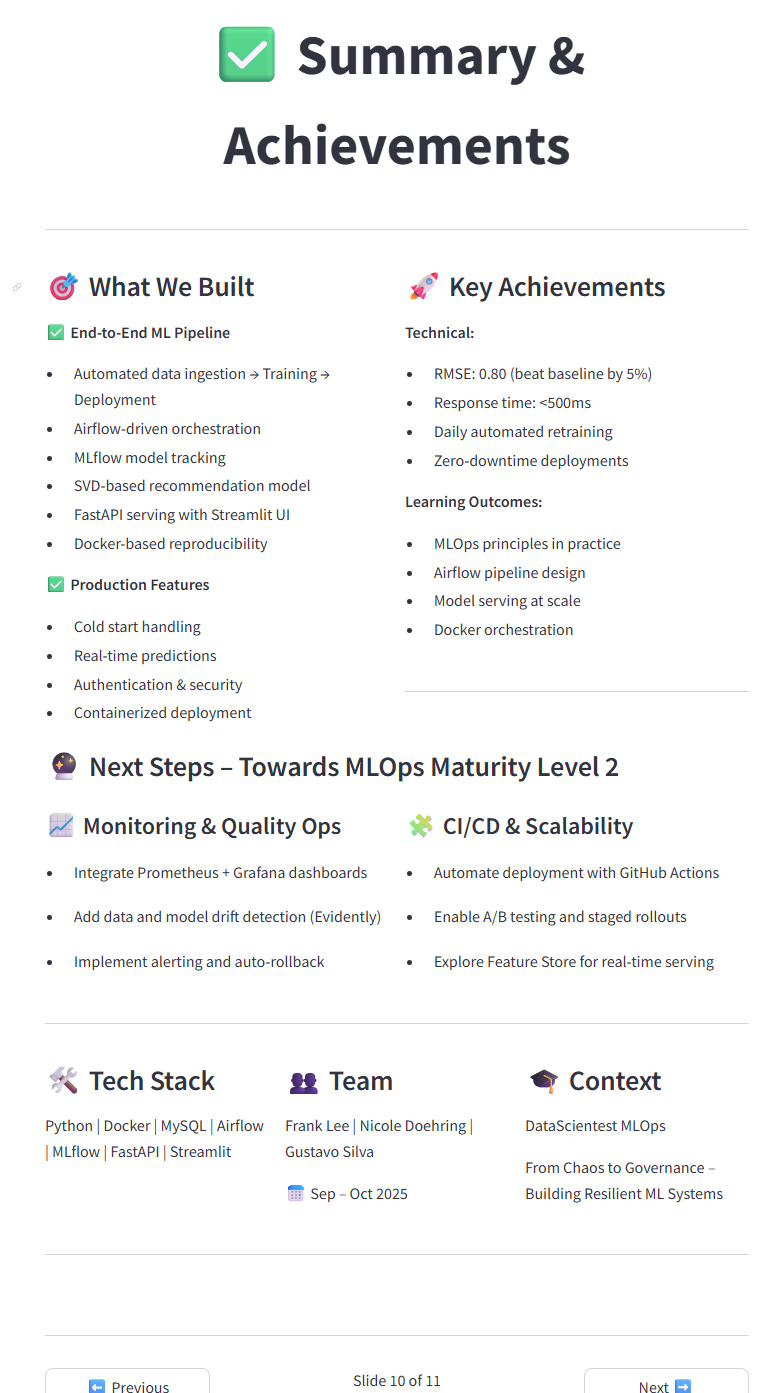 Summary &
Achievements
What We Built
End-to-End ML Pipeline
Automated data ingestion → Training →
Deployment
Airflow-driven orchestration
MLflow model tracking
SVD-based recommendation model
FastAPI serving with Streamlit UI
Docker-based reproducibility
Production Features
Cold start handling
Real-time predictions
Authentication & security
Containerized deployment
Key Achievements
Technical:
RMSE: 0.80 (beat baseline by 5%)
Response time: <500ms
Daily automated retraining
Zero-downtime deployments
Learning Outcomes:
MLOps principles in practice
Airflow pipeline design
Model serving at scale
Docker orchestration
Next Steps – Towards MLOps Maturity Level 2
Monitoring & Quality Ops
Integrate Prometheus + Grafana dashboards
Add data and model drift detection (Evidently)
Implement alerting and auto-rollback
CI/CD & Scalability
Automate deployment with GitHub Actions
Enable A/B testing and staged rollouts
Explore Feature Store for real-time serving
Tech Stack
Python | Docker | MySQL | Airflow
| MLflow | FastAPI | Streamlit
Team
Frank Lee | Nicole Doehring |
Gustavo Silva
Sep – Oct 2025
Context
DataScientest MLOps
From Chaos to Governance –
Building Resilient ML Systems
Previous
Slide 10 of 11
Next